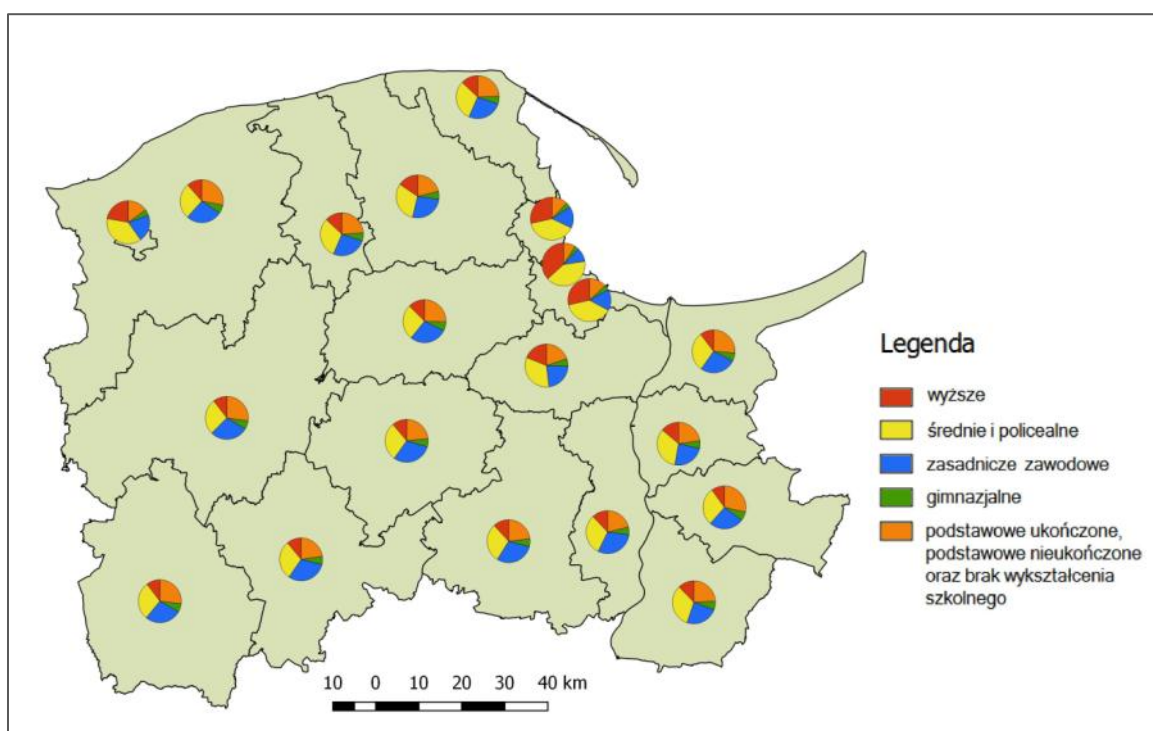 Legenda
wyższe
średnie i policealne
zasadnicze zawodowe
gimnazjalne
podstawowe ukończone,
podstawowe nieukończone
oraz brak wykształcenia
szkolnego
10 0 10 20 30 40 km